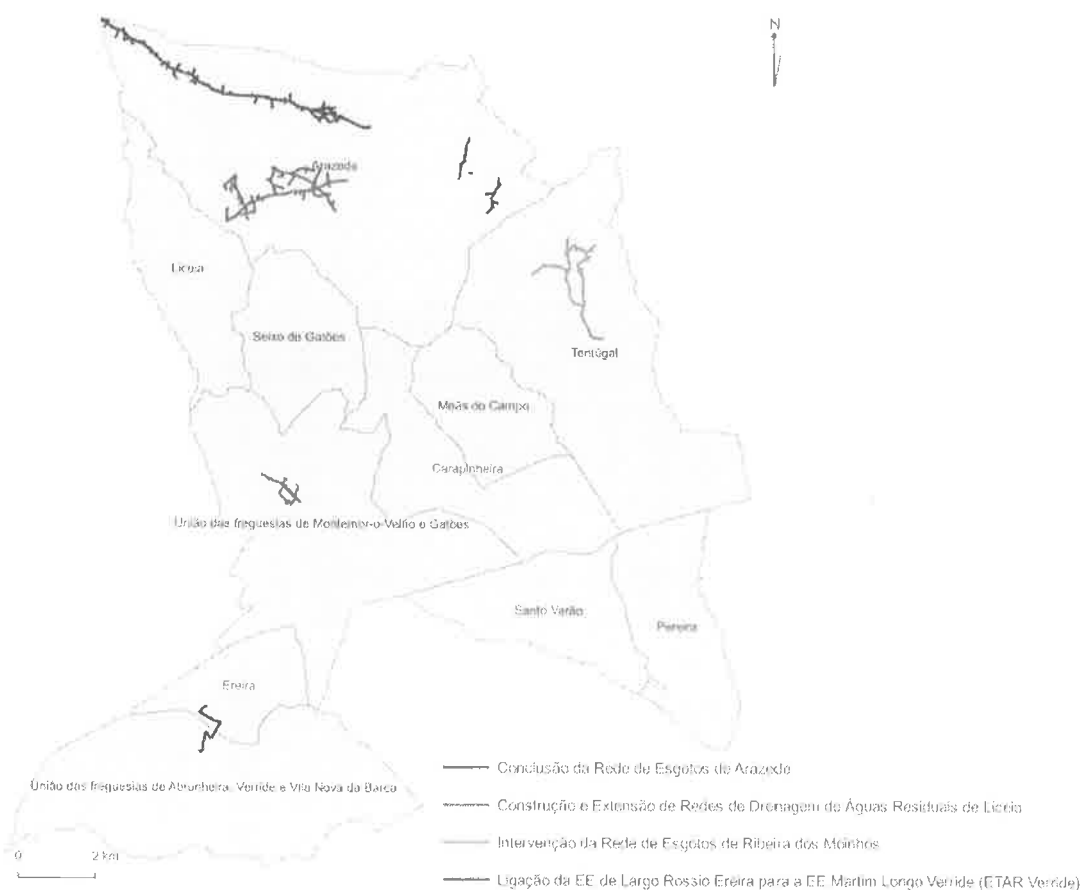 N
Arazede
Liceia
Seixo de Gatões
Tentúgal
Meãs do Campo
Carapinheira
União das freguesias de Montemor-o-Velho e Gatões
Santo Varão
Pereira
Ereira
União das freguesias de Abrunheira, Verride e Vila Nova da Barca
Conclusão da Rede de Esgotos de Arazede
Construção e Extensão de Redes de Drenagem de Águas Residuais de Liceia
Intervenção da Rede de Esgotos de Ribeira dos Moinhos
0 2 km
Ligação da EE de Largo Rossio Ereira para a EE Martim Longo Verride (ETAR Verride)